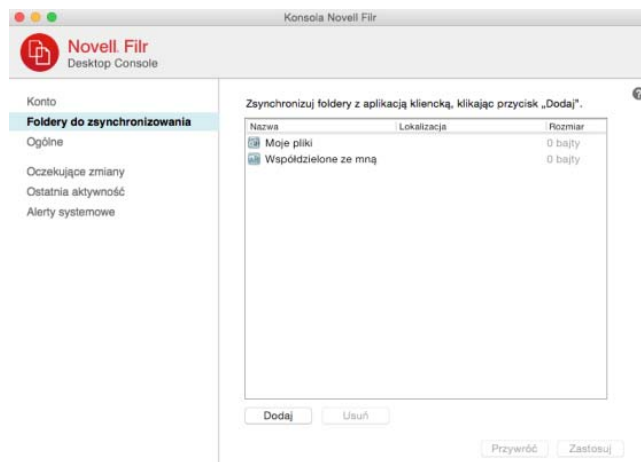 Konsola Novell Filr
Novell. Filr
Desktop Console
Konto
Foldery do zsynchronizowania
Ogólne
Oczekujące zmiany
Ostatnia aktywność
Alerty systemowe
?
Zsynchronizuj foldery z aplikacją kliencką, klikając przycisk „Dodaj”.
Nazwa Lokalizacja Rozmiar
Moje pliki 0 bajty
Współdzielone ze mną 0 bajty
Dodaj Usuń
Przywróć Zastosuj